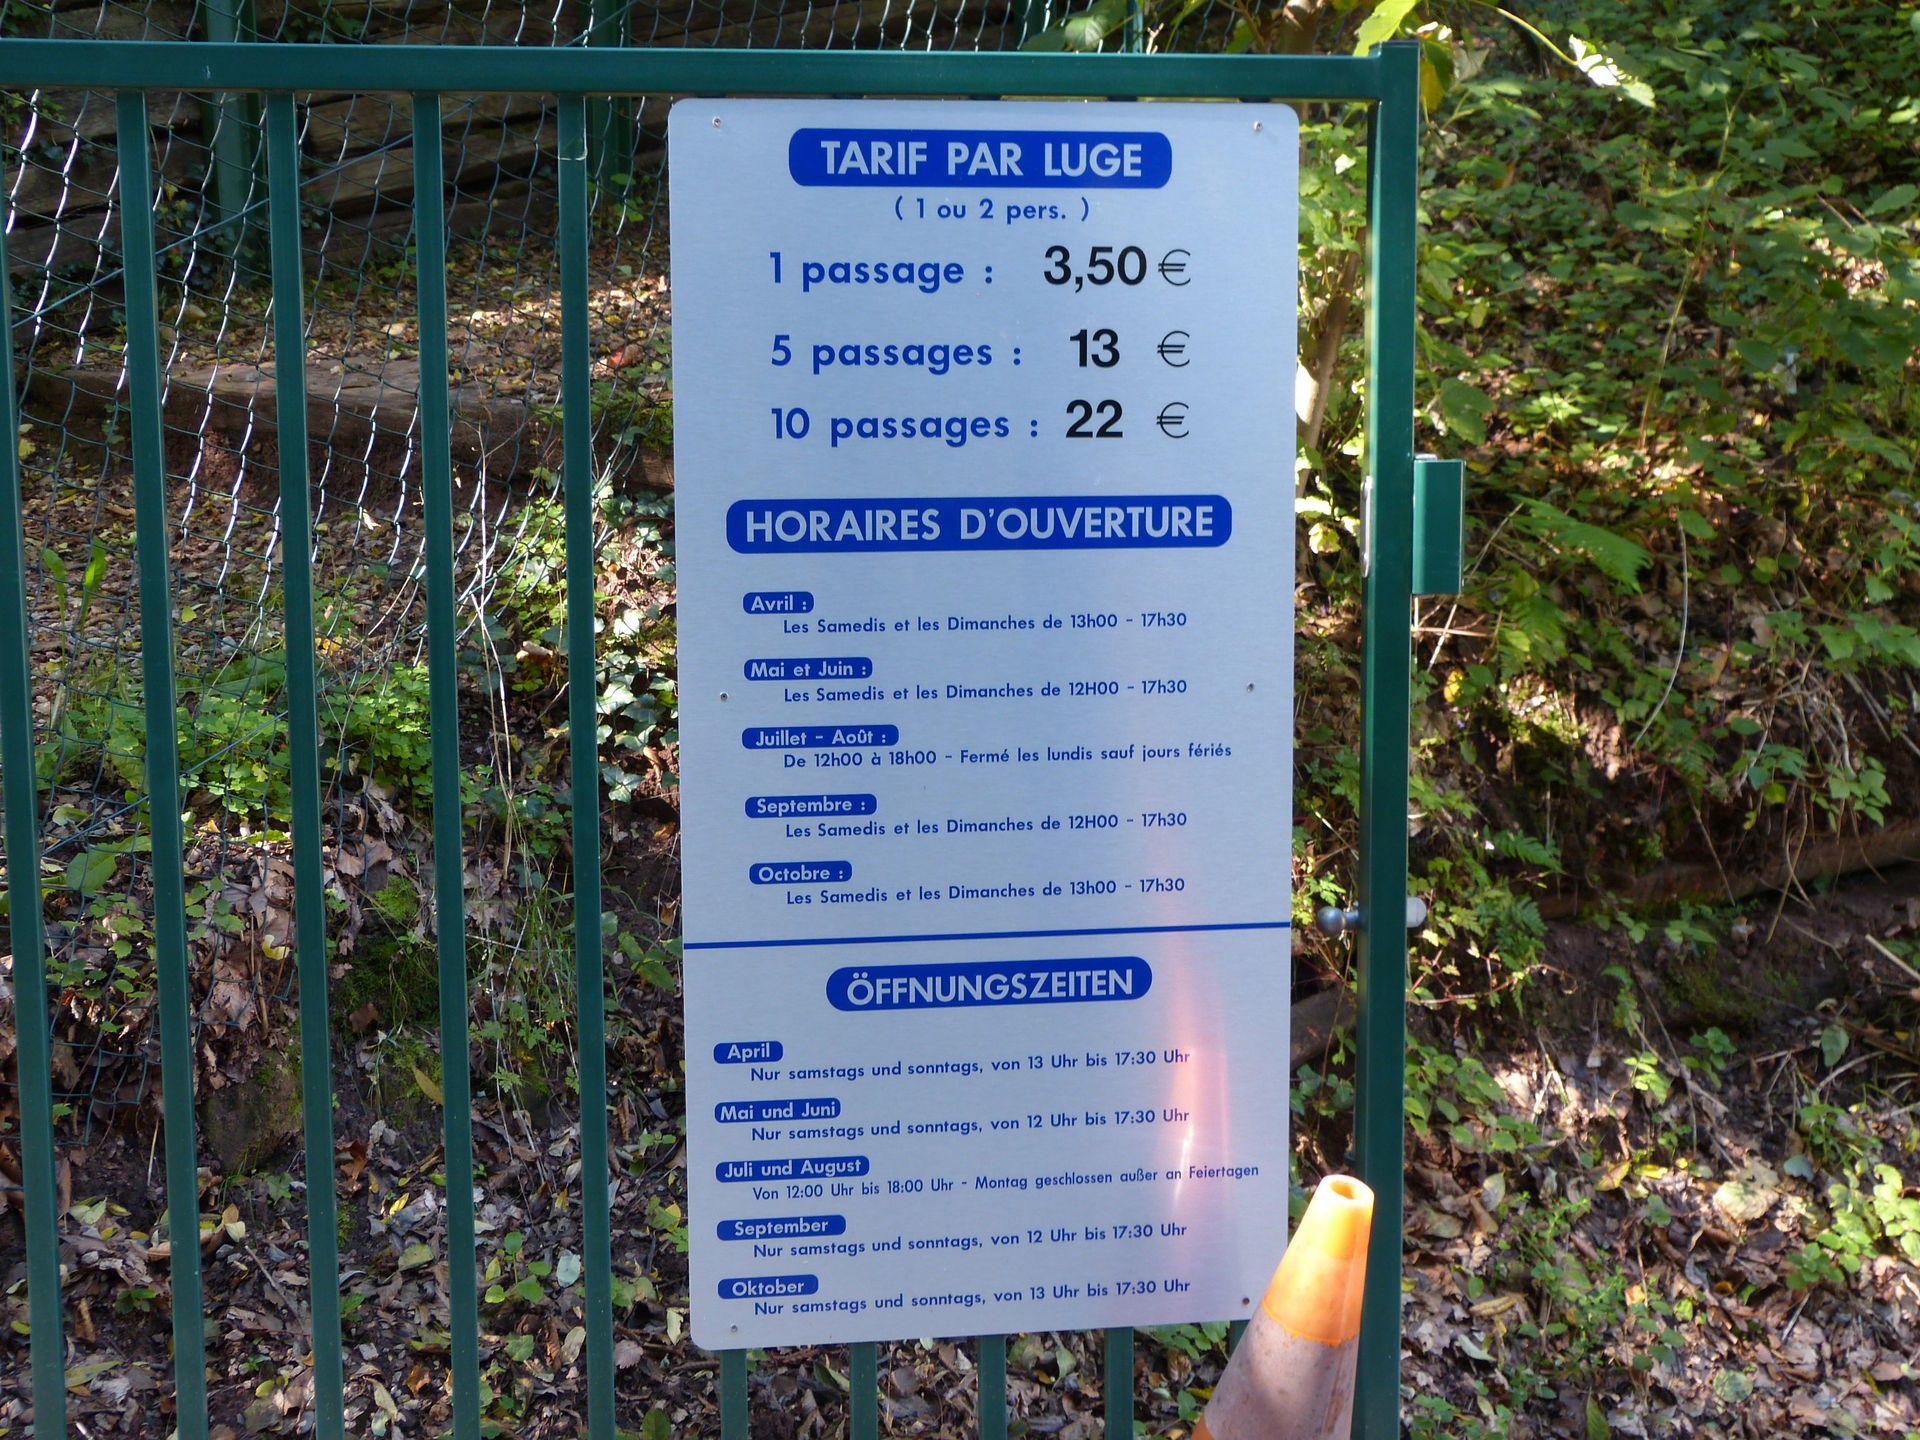 TARIF PAR LUGE
( 1 ou 2 pers. )
1 passage : 3,50 €
5 passages : 13 €
10 passages : 22 €
HORAIRES D'OUVERTURE
Avril :
Les Samedis et les Dimanches de 13h00 - 17h30
Mai et Juin :
Les Samedis et les Dimanches de 12H00 - 17h30
Juillet - Août :
De 12h00 à 18h00 - Fermé les lundis sauf jours fériés
Septembre :
Les Samedis et les Dimanches de 12H00 - 17h30
Octobre :
Les Samedis et les Dimanches de 13h00 - 17h30
ÖFFNUNGSZEITEN
April
Nur samstags und sonntags, von 13 Uhr bis 17:30 Uhr
Mai und Juni
Nur samstags und sonntags, von 12 Uhr bis 17:30 Uhr
Juli und August
Von 12:00 Uhr bis 18:00 Uhr - Montag geschlossen außer an Feiertagen
September
Nur samstags und sonntags, von 12 Uhr bis 17:30 Uhr
Oktober
Nur samstags und sonntags, von 13 Uhr bis 17:30 Uhr